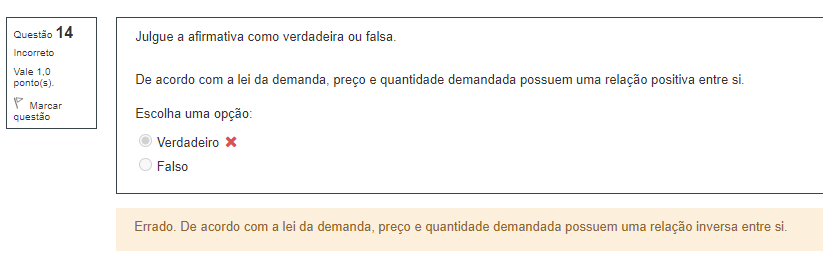 Questão 14
Incorreto
Vale 1,0
ponto(s).
Marcar
questão
Julgue a afirmativa como verdadeira ou falsa.
De acordo com a lei da demanda, preço e quantidade demandada possuem uma relação positiva entre si.
Escolha uma opção:
Verdadeiro
Falso
Errado. De acordo com a lei da demanda, preço e quantidade demandada possuem uma relação inversa entre si.